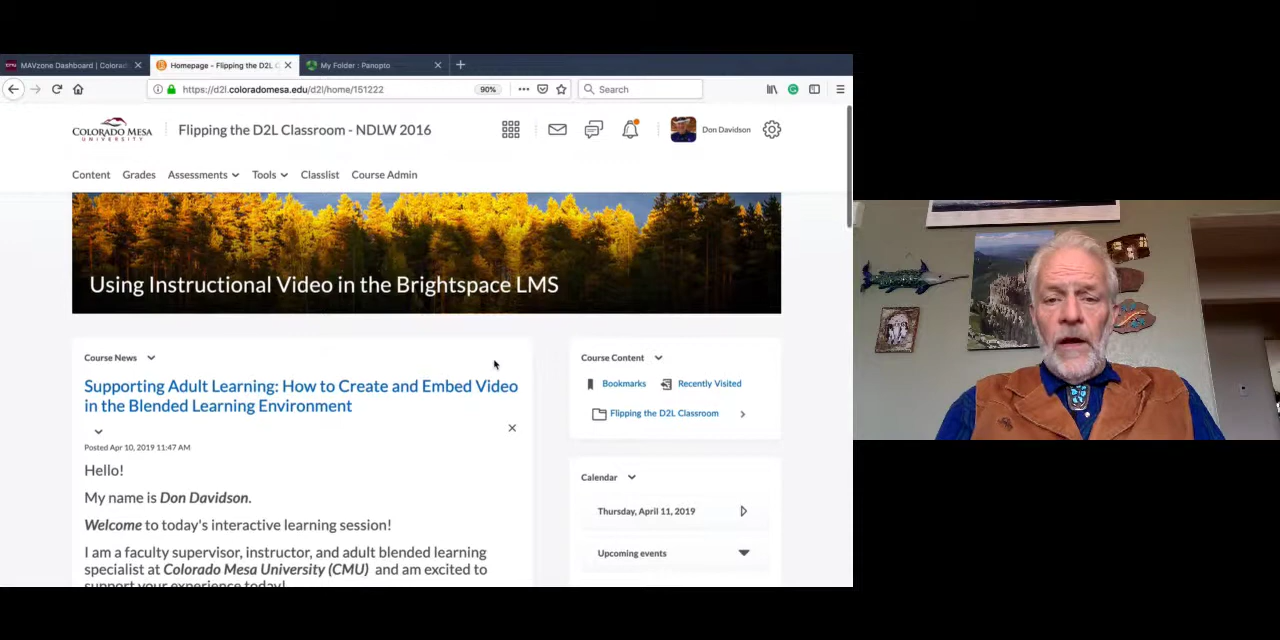 MAVzone Dashboard | Colorad
Homepage - Flipping the D2L C
My Folder : Panopto
https://d2l.coloradomesa.edu/d2l/home/151222
90%
Search
COLORADO MESA
UNIVERSITY
Flipping the D2L Classroom - NDLW 2016
Don Davidson
Content Grades Assessments Tools Classlist Course Admin
Using Instructional Video in the Brightspace LMS
Course News
Supporting Adult Learning: How to Create and Embed Video
in the Blended Learning Environment
Posted Apr 10, 2019 11:47 AM
Hello!
My name is Don Davidson.
Welcome to today's interactive learning session!
I am a faculty supervisor, instructor, and adult blended learning
specialist at Colorado Mesa University (CMU) and am excited to
support your experience today!
Course Content
Bookmarks Recently Visited
Flipping the D2L Classroom
Calendar
Thursday, April 11, 2019
Upcoming events